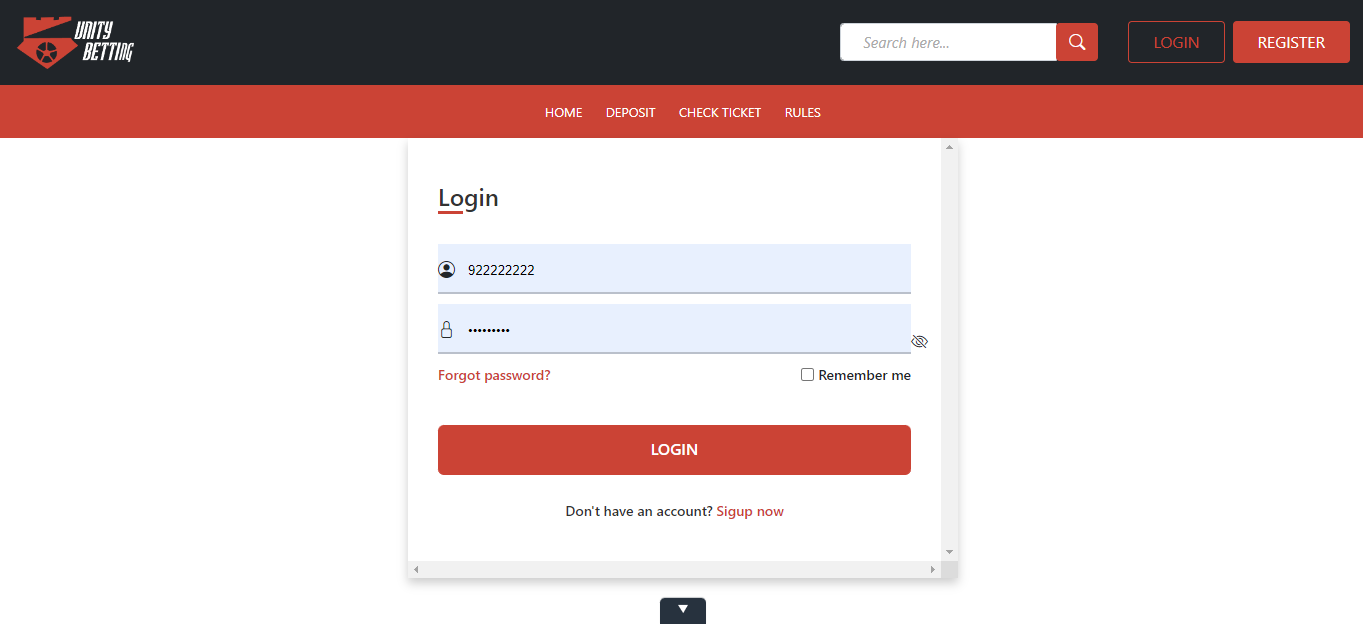 UNITY
BETTING
Search here...
LOGIN
REGISTER
HOME
DEPOSIT
CHECK TICKET
RULES
Login
922222222
•••••••••
Forgot password?
Remember me
LOGIN
Don't have an account? Sigup now